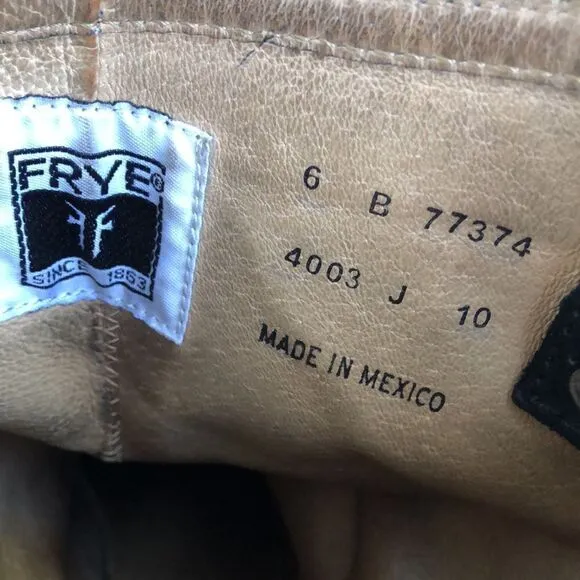 FRYE®
SINCE 1863
6 B 77374
4003 J 10
MADE IN MEXICO